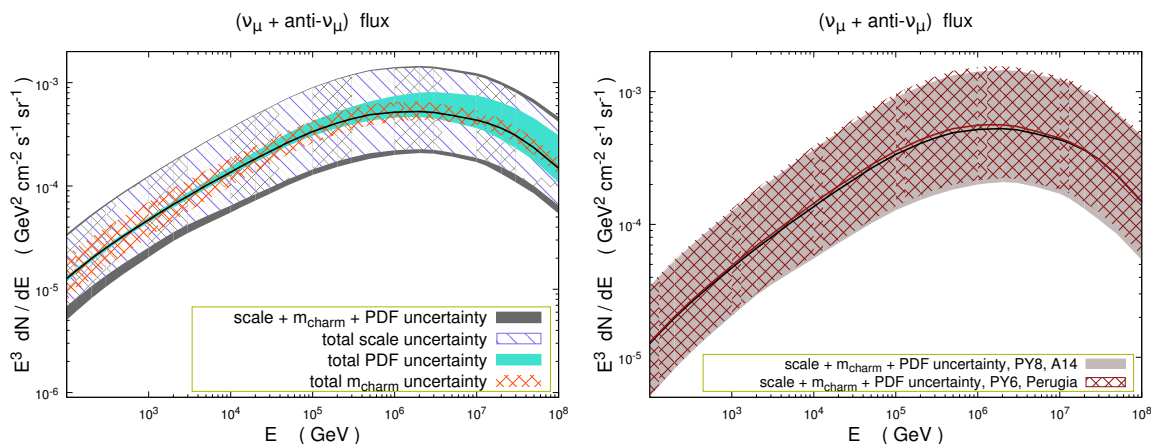 (νμ + anti-νμ) flux
E³ dN / dE ( GeV² cm⁻² s⁻¹ sr⁻¹ )
10⁻³
10⁻⁴
10⁻⁵
10⁻⁶
scale + mcharm + PDF uncertainty
total scale uncertainty
total PDF uncertainty
total mcharm uncertainty
10³ 10⁴ 10⁵ 10⁶ 10⁷ 10⁸
E ( GeV )
(νμ + anti-νμ) flux
E³ dN / dE ( GeV² cm⁻² s⁻¹ sr⁻¹ )
10⁻³
10⁻⁴
10⁻⁵
scale + mcharm + PDF uncertainty, PY8, A14
scale + mcharm + PDF uncertainty, PY6, Perugia
10³ 10⁴ 10⁵ 10⁶ 10⁷ 10⁸
E ( GeV )